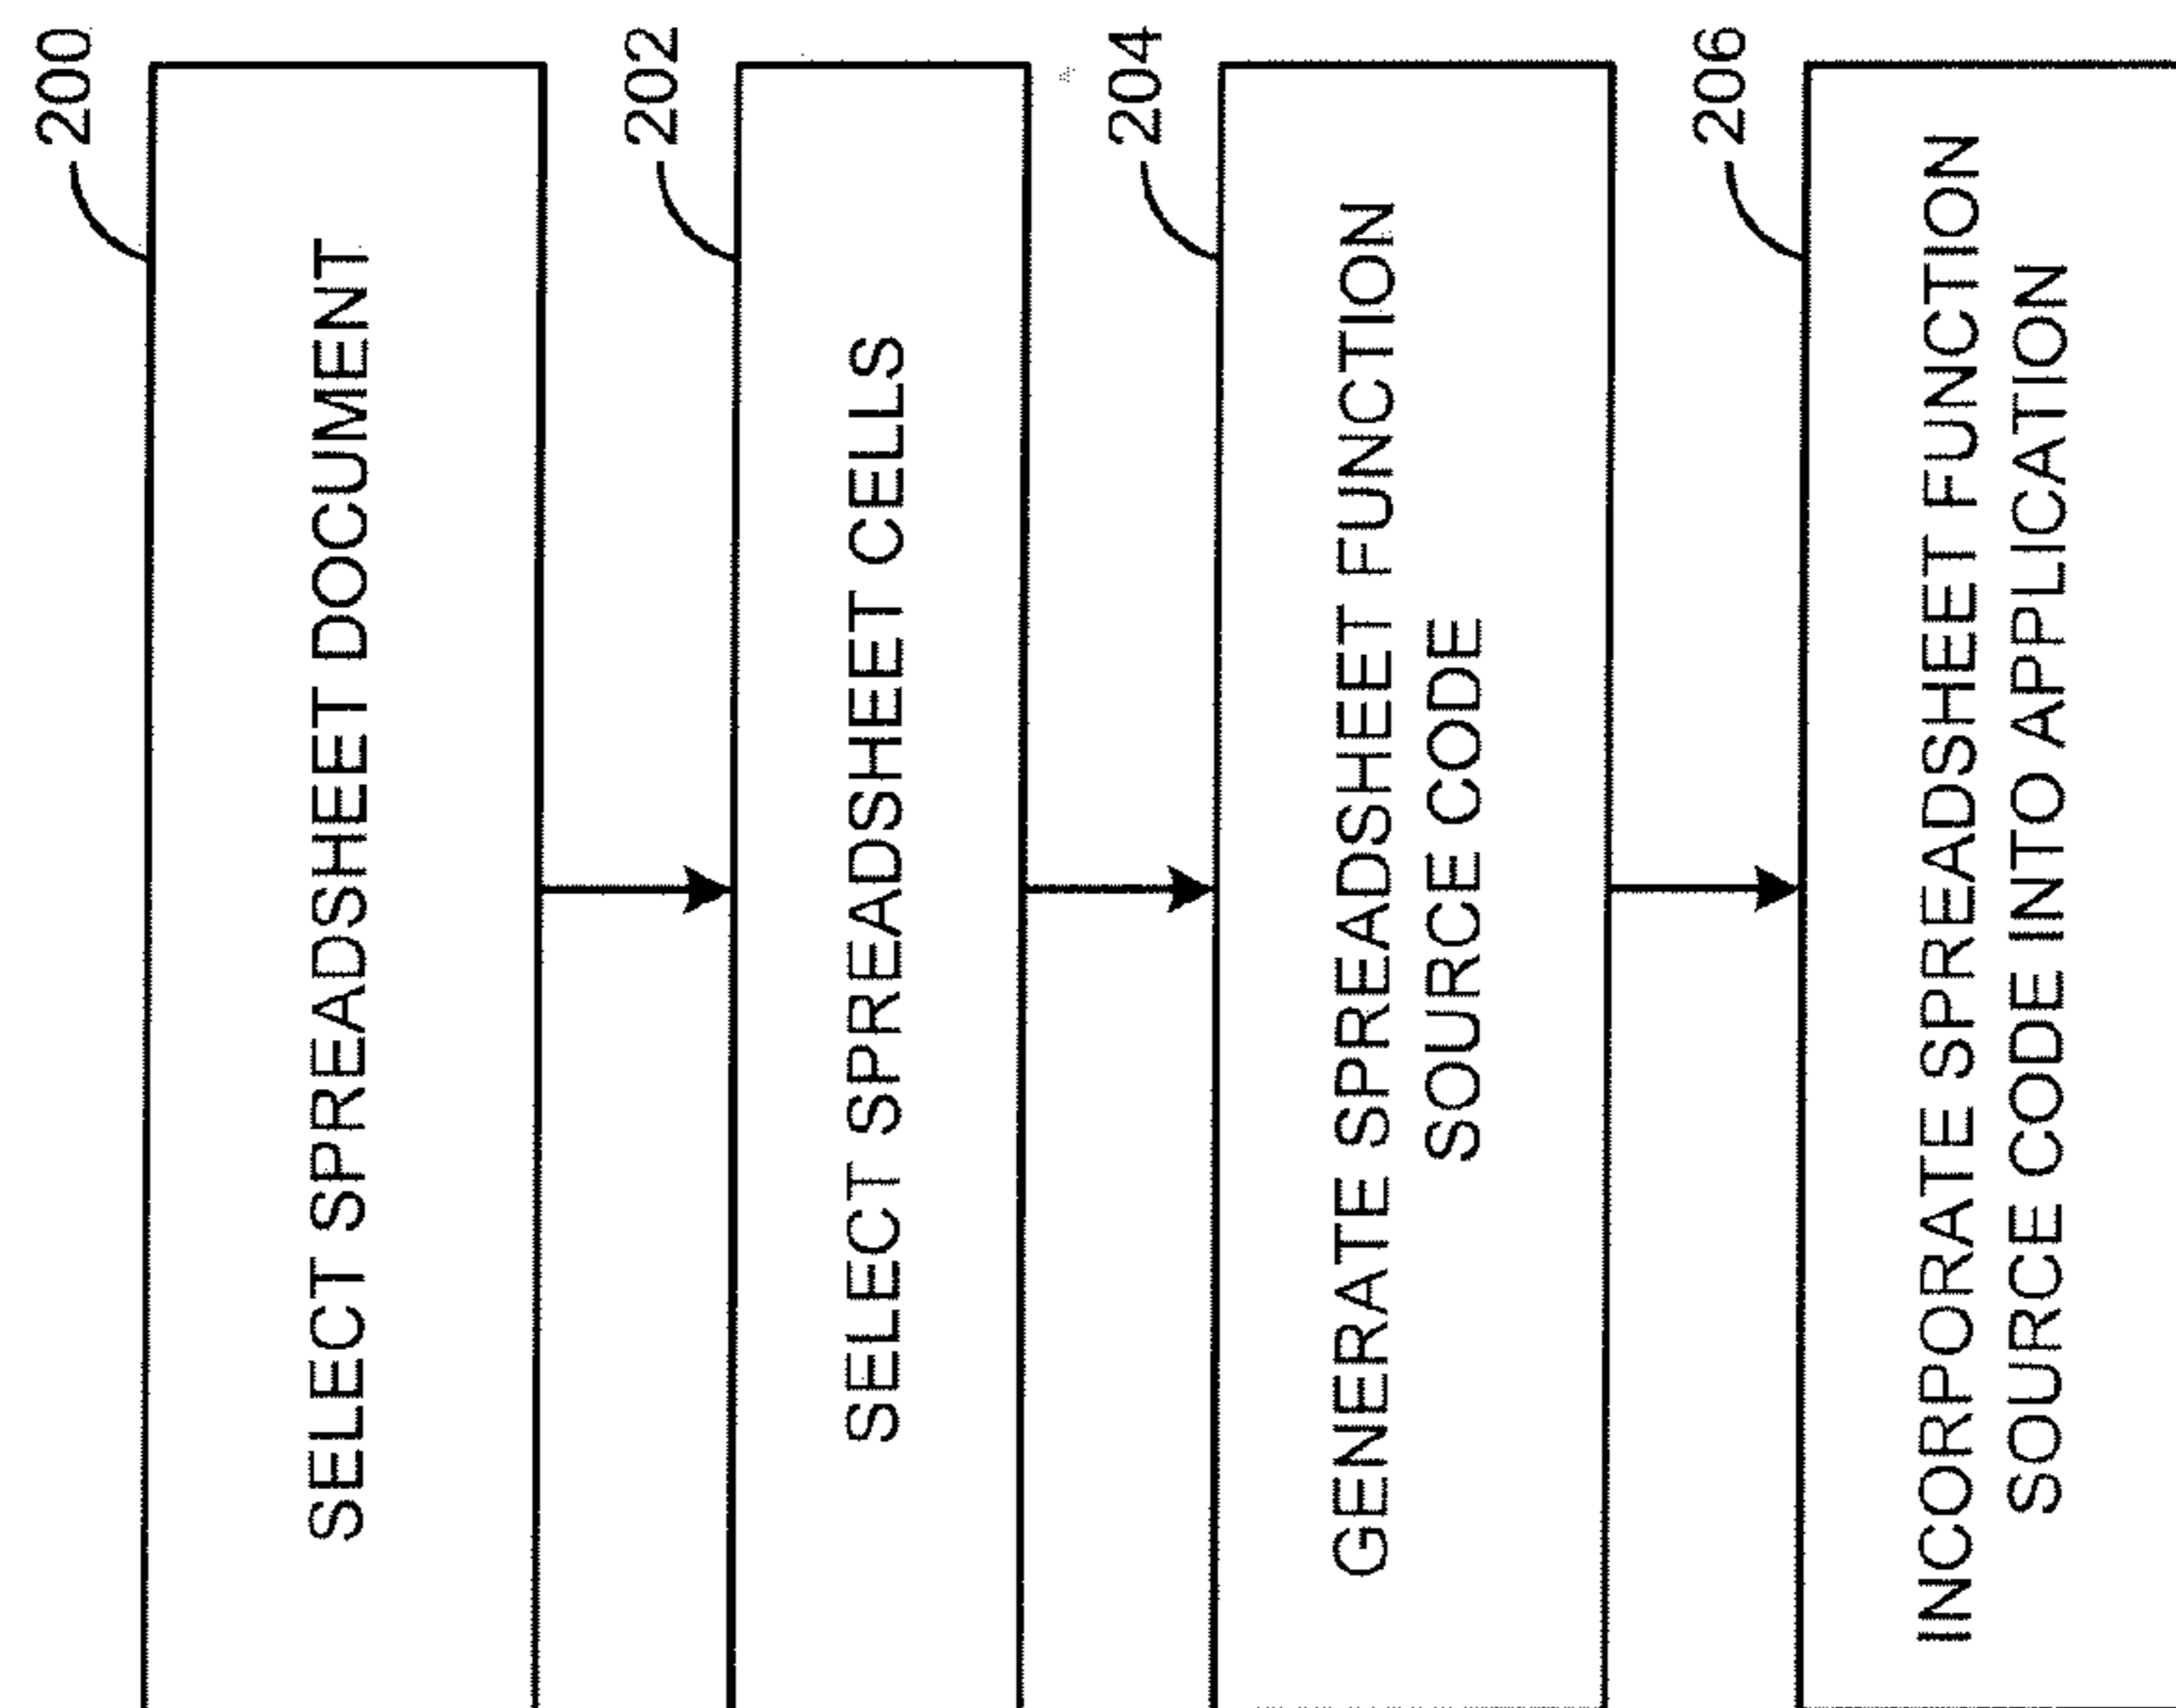 200
SELECT SPREADSHEET DOCUMENT
202
SELECT SPREADSHEET CELLS
204
GENERATE SPREADSHEET FUNCTION
SOURCE CODE
206
INCORPORATE SPREADSHEET FUNCTION
SOURCE CODE INTO APPLICATION